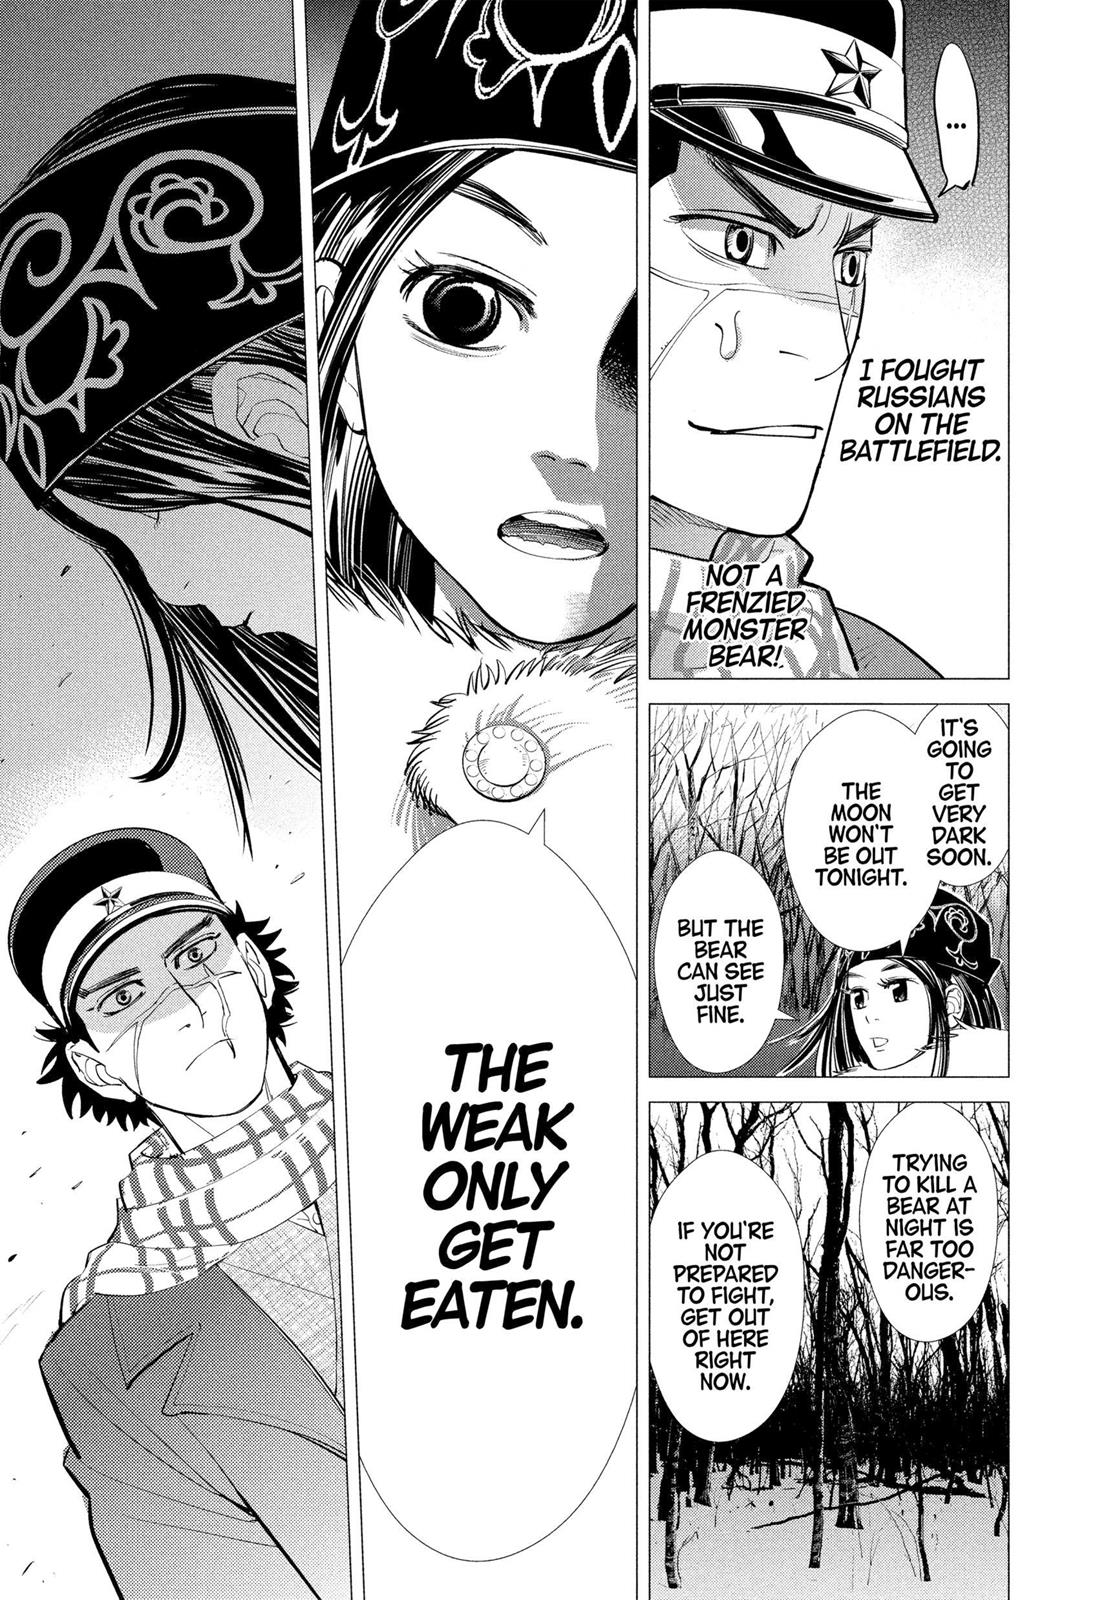 ...
I FOUGHT
RUSSIANS
ON THE
BATTLEFIELD.
NOT A
FRENZIED
MONSTER
BEAR!
IT'S
GOING
TO
GET
VERY
DARK
SOON.
THE
MOON
WON'T
BE OUT
TONIGHT.
BUT THE
BEAR
CAN SEE
JUST
FINE.
TRYING
TO KILL A
BEAR AT
NIGHT IS
FAR TOO
DANGER-
OUS.
IF YOU'RE
NOT
PREPARED
TO FIGHT,
GET OUT
OF HERE
RIGHT
NOW.
THE
WEAK
ONLY
GET
EATEN.